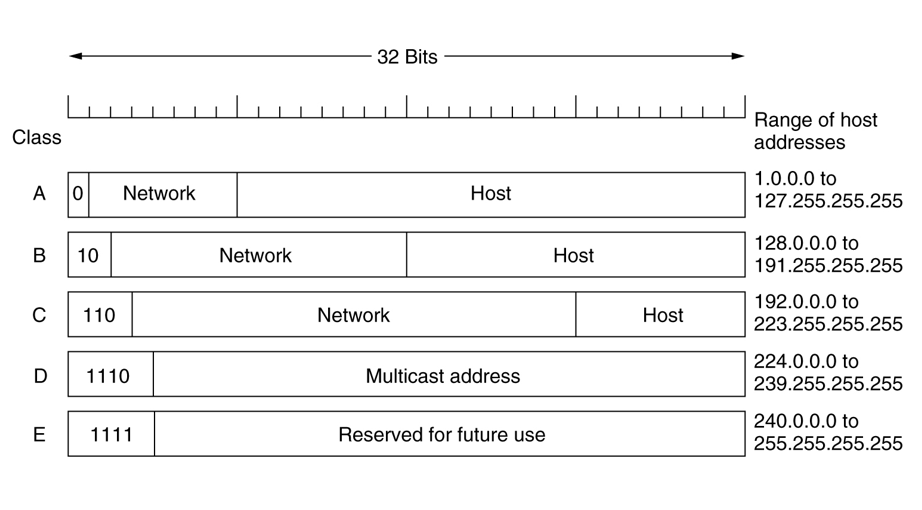 32 Bits
Range of host
addresses
Class
A
0
Network
Host
1.0.0.0 to
127.255.255.255
B
10
Network
Host
128.0.0.0 to
191.255.255.255
C
110
Network
Host
192.0.0.0 to
223.255.255.255
D
1110
Multicast address
224.0.0.0 to
239.255.255.255
E
1111
Reserved for future use
240.0.0.0 to
255.255.255.255